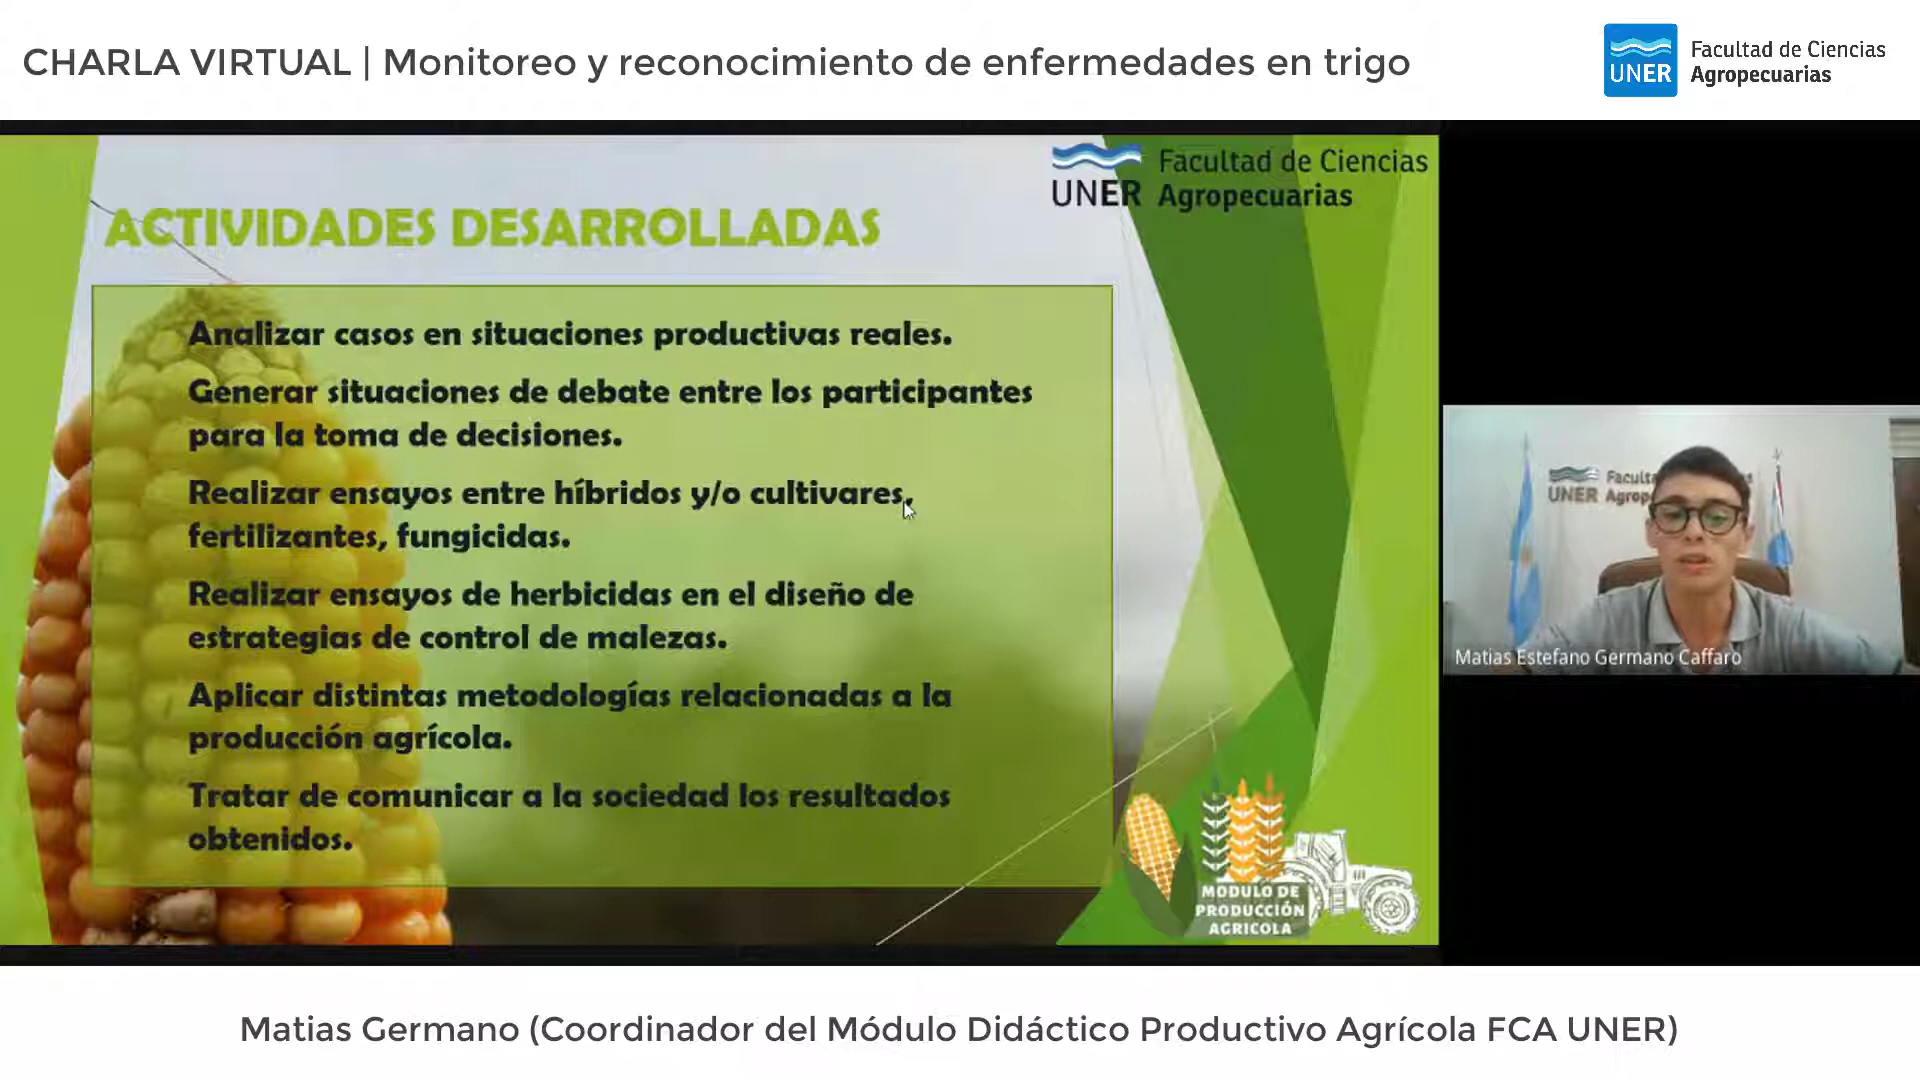 CHARLA VIRTUAL | Monitoreo y reconocimiento de enfermedades en trigo
UNER
Facultad de Ciencias
Agropecuarias
UNER
Facultad de Ciencias
Agropecuarias
ACTIVIDADES DESARROLLADAS
Analizar casos en situaciones productivas reales.
Generar situaciones de debate entre los participantes
para la toma de decisiones.
Realizar ensayos entre híbridos y/o cultivares,
fertilizantes, fungicidas.
Realizar ensayos de herbicidas en el diseño de
estrategias de control de malezas.
Aplicar distintas metodologías relacionadas a la
producción agrícola.
Tratar de comunicar a la sociedad los resultados
obtenidos.
MODULO DE
PRODUCCIÓN
AGRICOLA
UNER
Matias Estefano Germano Caffaro
Matias Germano (Coordinador del Módulo Didáctico Productivo Agrícola FCA UNER)